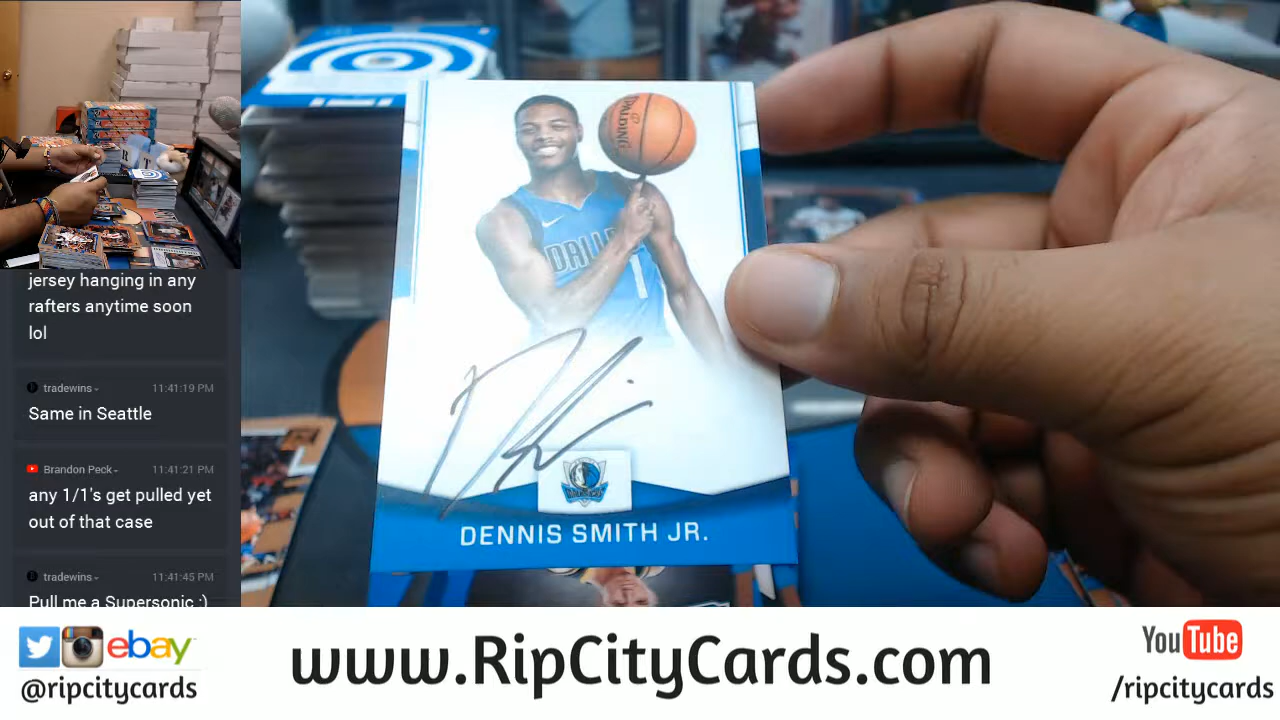 jersey hanging in any
rafters anytime soon
lol
tradewins
11:41:19 PM
Same in Seattle
Brandon Peck
11:41:21 PM
any 1/1's get pulled yet
out of that case
tradewins
11:41:45 PM
Pull me a Supersonic :)
SPALDING
DALLAS
1
DENNIS SMITH JR.
ebay
@ripcitycards
www.RipCityCards.com
YouTube
/ripcitycards